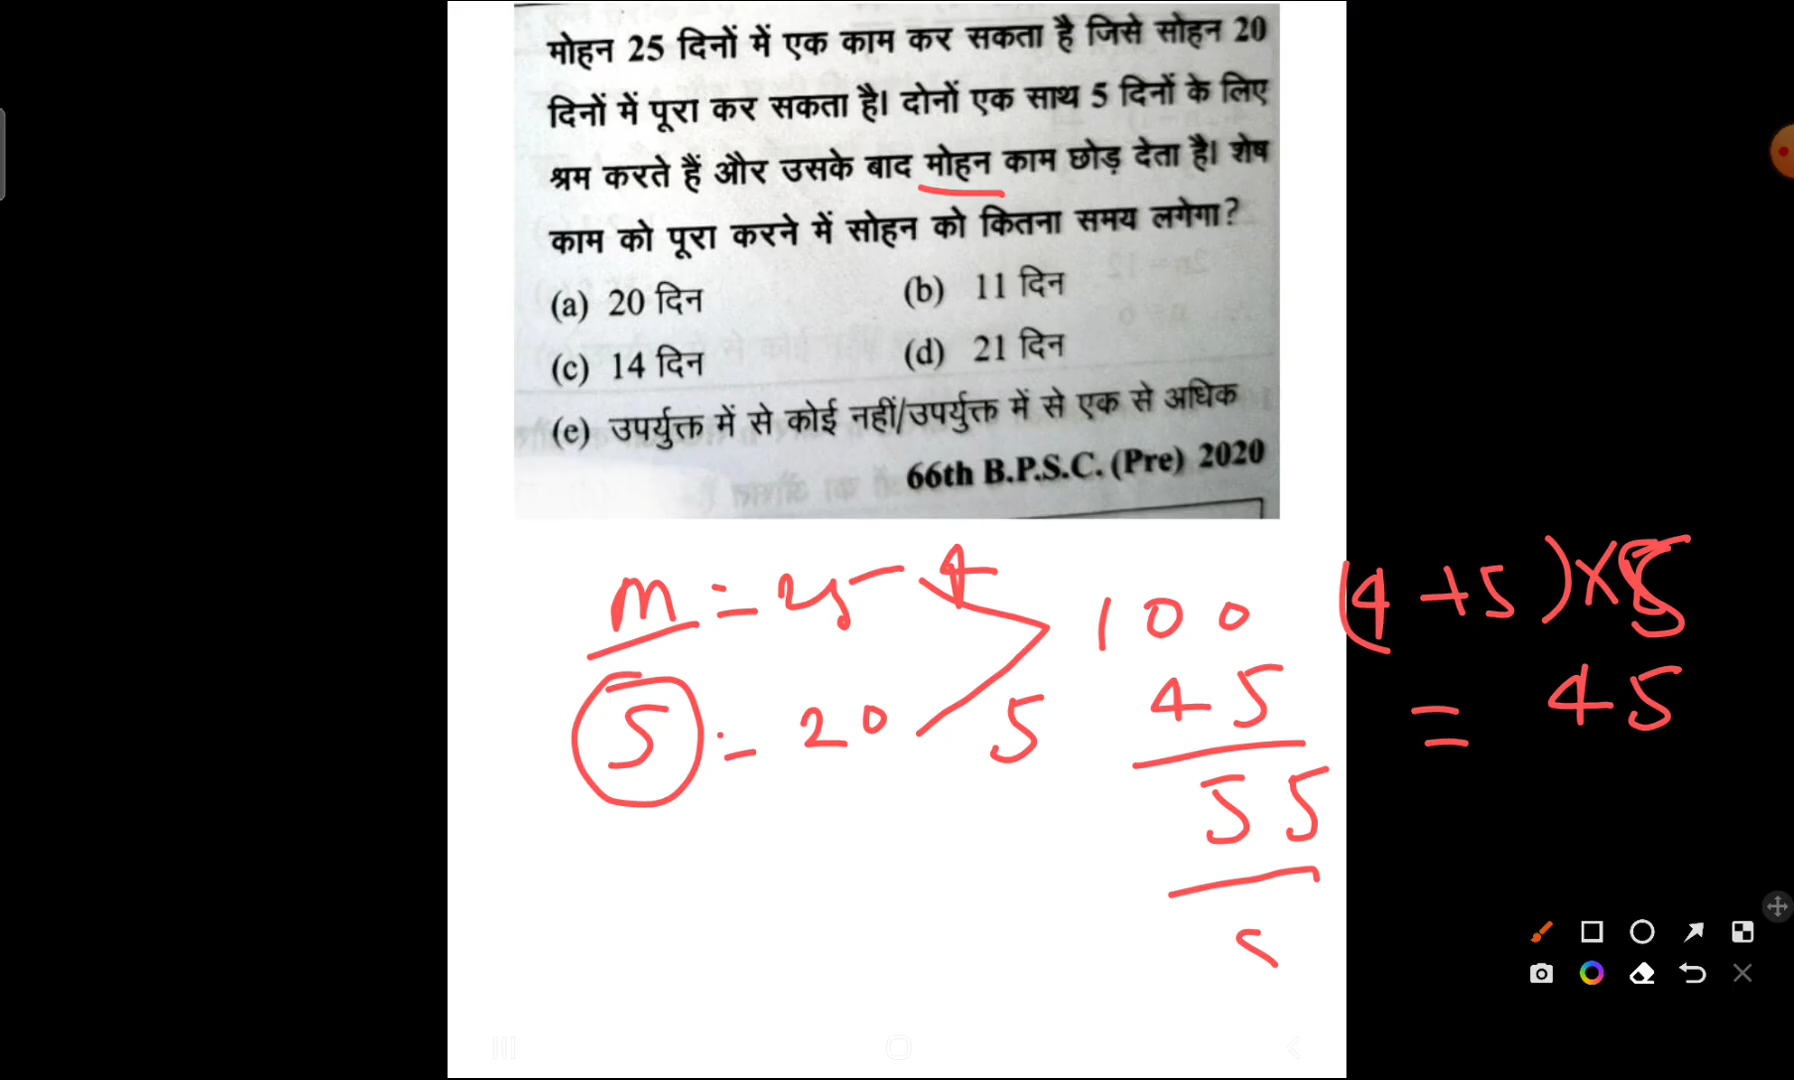 मोहन 25 दिनों में एक काम कर सकता है जिसे सोहन 20
दिनों में पूरा कर सकता है। दोनों एक साथ 5 दिनों के लिए
श्रम करते हैं और उसके बाद मोहन काम छोड़ देता है। शेष
काम को पूरा करने में सोहन को कितना समय लगेगा?
(a) 20 दिन (b) 11 दिन
(c) 14 दिन (d) 21 दिन
(e) उपर्युक्त में से कोई नहीं/उपर्युक्त में से एक से अधिक
66th B.P.S.C. (Pre) 2020
m = 25 4
100
(4+5)×5
S = 20 5
45
= 45
55